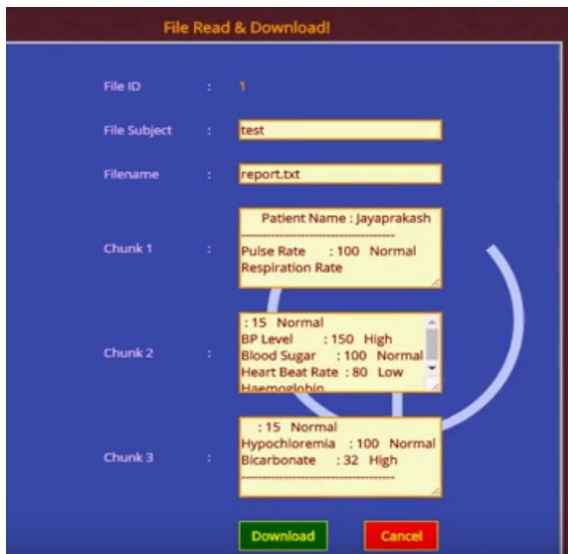 File Read & Download!
File ID : 1
File Subject : test
Filename : report.txt
Chunk 1 :
Patient Name : Jayaprakash
----------------------------------------
Pulse Rate : 100 Normal
Respiration Rate
Chunk 2 :
: 15 Normal
BP Level : 150 High
Blood Sugar : 100 Normal
Heart Beat Rate : 80 Low
Haemoglobin
Chunk 3 :
: 15 Normal
Hypochloremia : 100 Normal
Bicarbonate : 32 High
----------------------------------------
Download Cancel